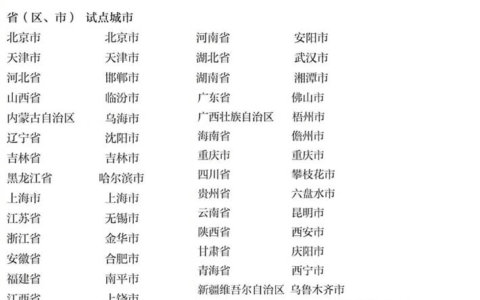 省（区、市） 试点城市
北京市 北京市 河南省 安阳市
天津市 天津市 湖北省 武汉市
河北省 邯郸市 湖南省 湘潭市
山西省 临汾市 广东省 佛山市
内蒙古自治区 乌海市 广西壮族自治区 梧州市
辽宁省 沈阳市 海南省 儋州市
吉林省 吉林市 重庆市 重庆市
黑龙江省 哈尔滨市 四川省 攀枝花市
上海市 上海市 贵州省 六盘水市
江苏省 无锡市 云南省 昆明市
浙江省 金华市 陕西省 西安市
安徽省 合肥市 甘肃省 庆阳市
福建省 南平市 青海省 西宁市
江西省 上饶市 新疆维吾尔自治区 乌鲁木齐市